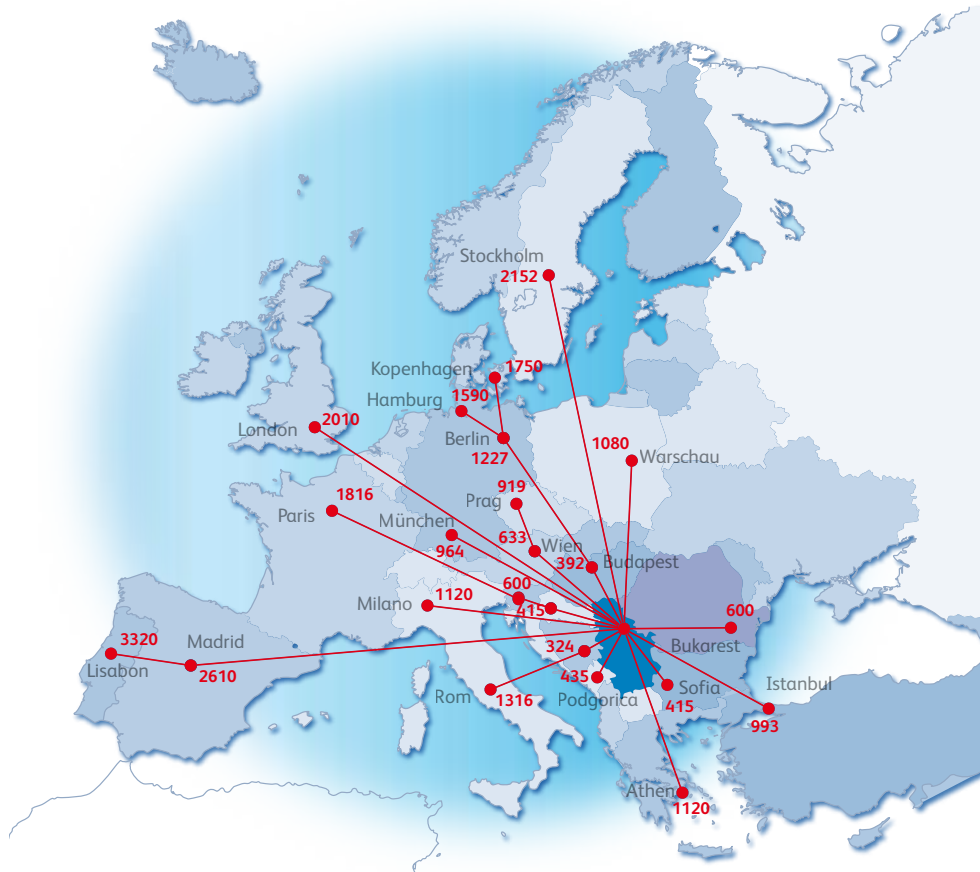 Stockholm
2152
Kopenhagen
1750
Hamburg
1590
London
2010
Berlin
1227
1080
Warschau
919
Prag
1816
Paris
München
964
633
Wien
392
Budapest
600
415
Milano
1120
600
Bukarest
3320
Lisabon
Madrid
2610
324
435
Podgorica
Rom
1316
Sofia
415
Istanbul
993
Athen
1120